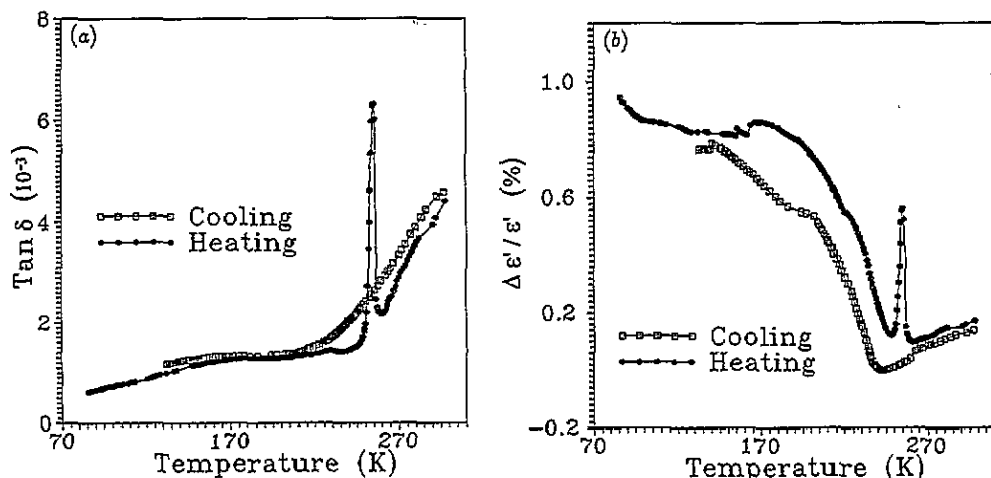 (a)
Tan δ (10⁻³)
8
6
4
2
0
Cooling
Heating
70 170 270
Temperature (K)
(b)
Δ ε'/ε' (%)
1.0
0.6
0.2
−0.2
Cooling
Heating
70 170 270
Temperature (K)